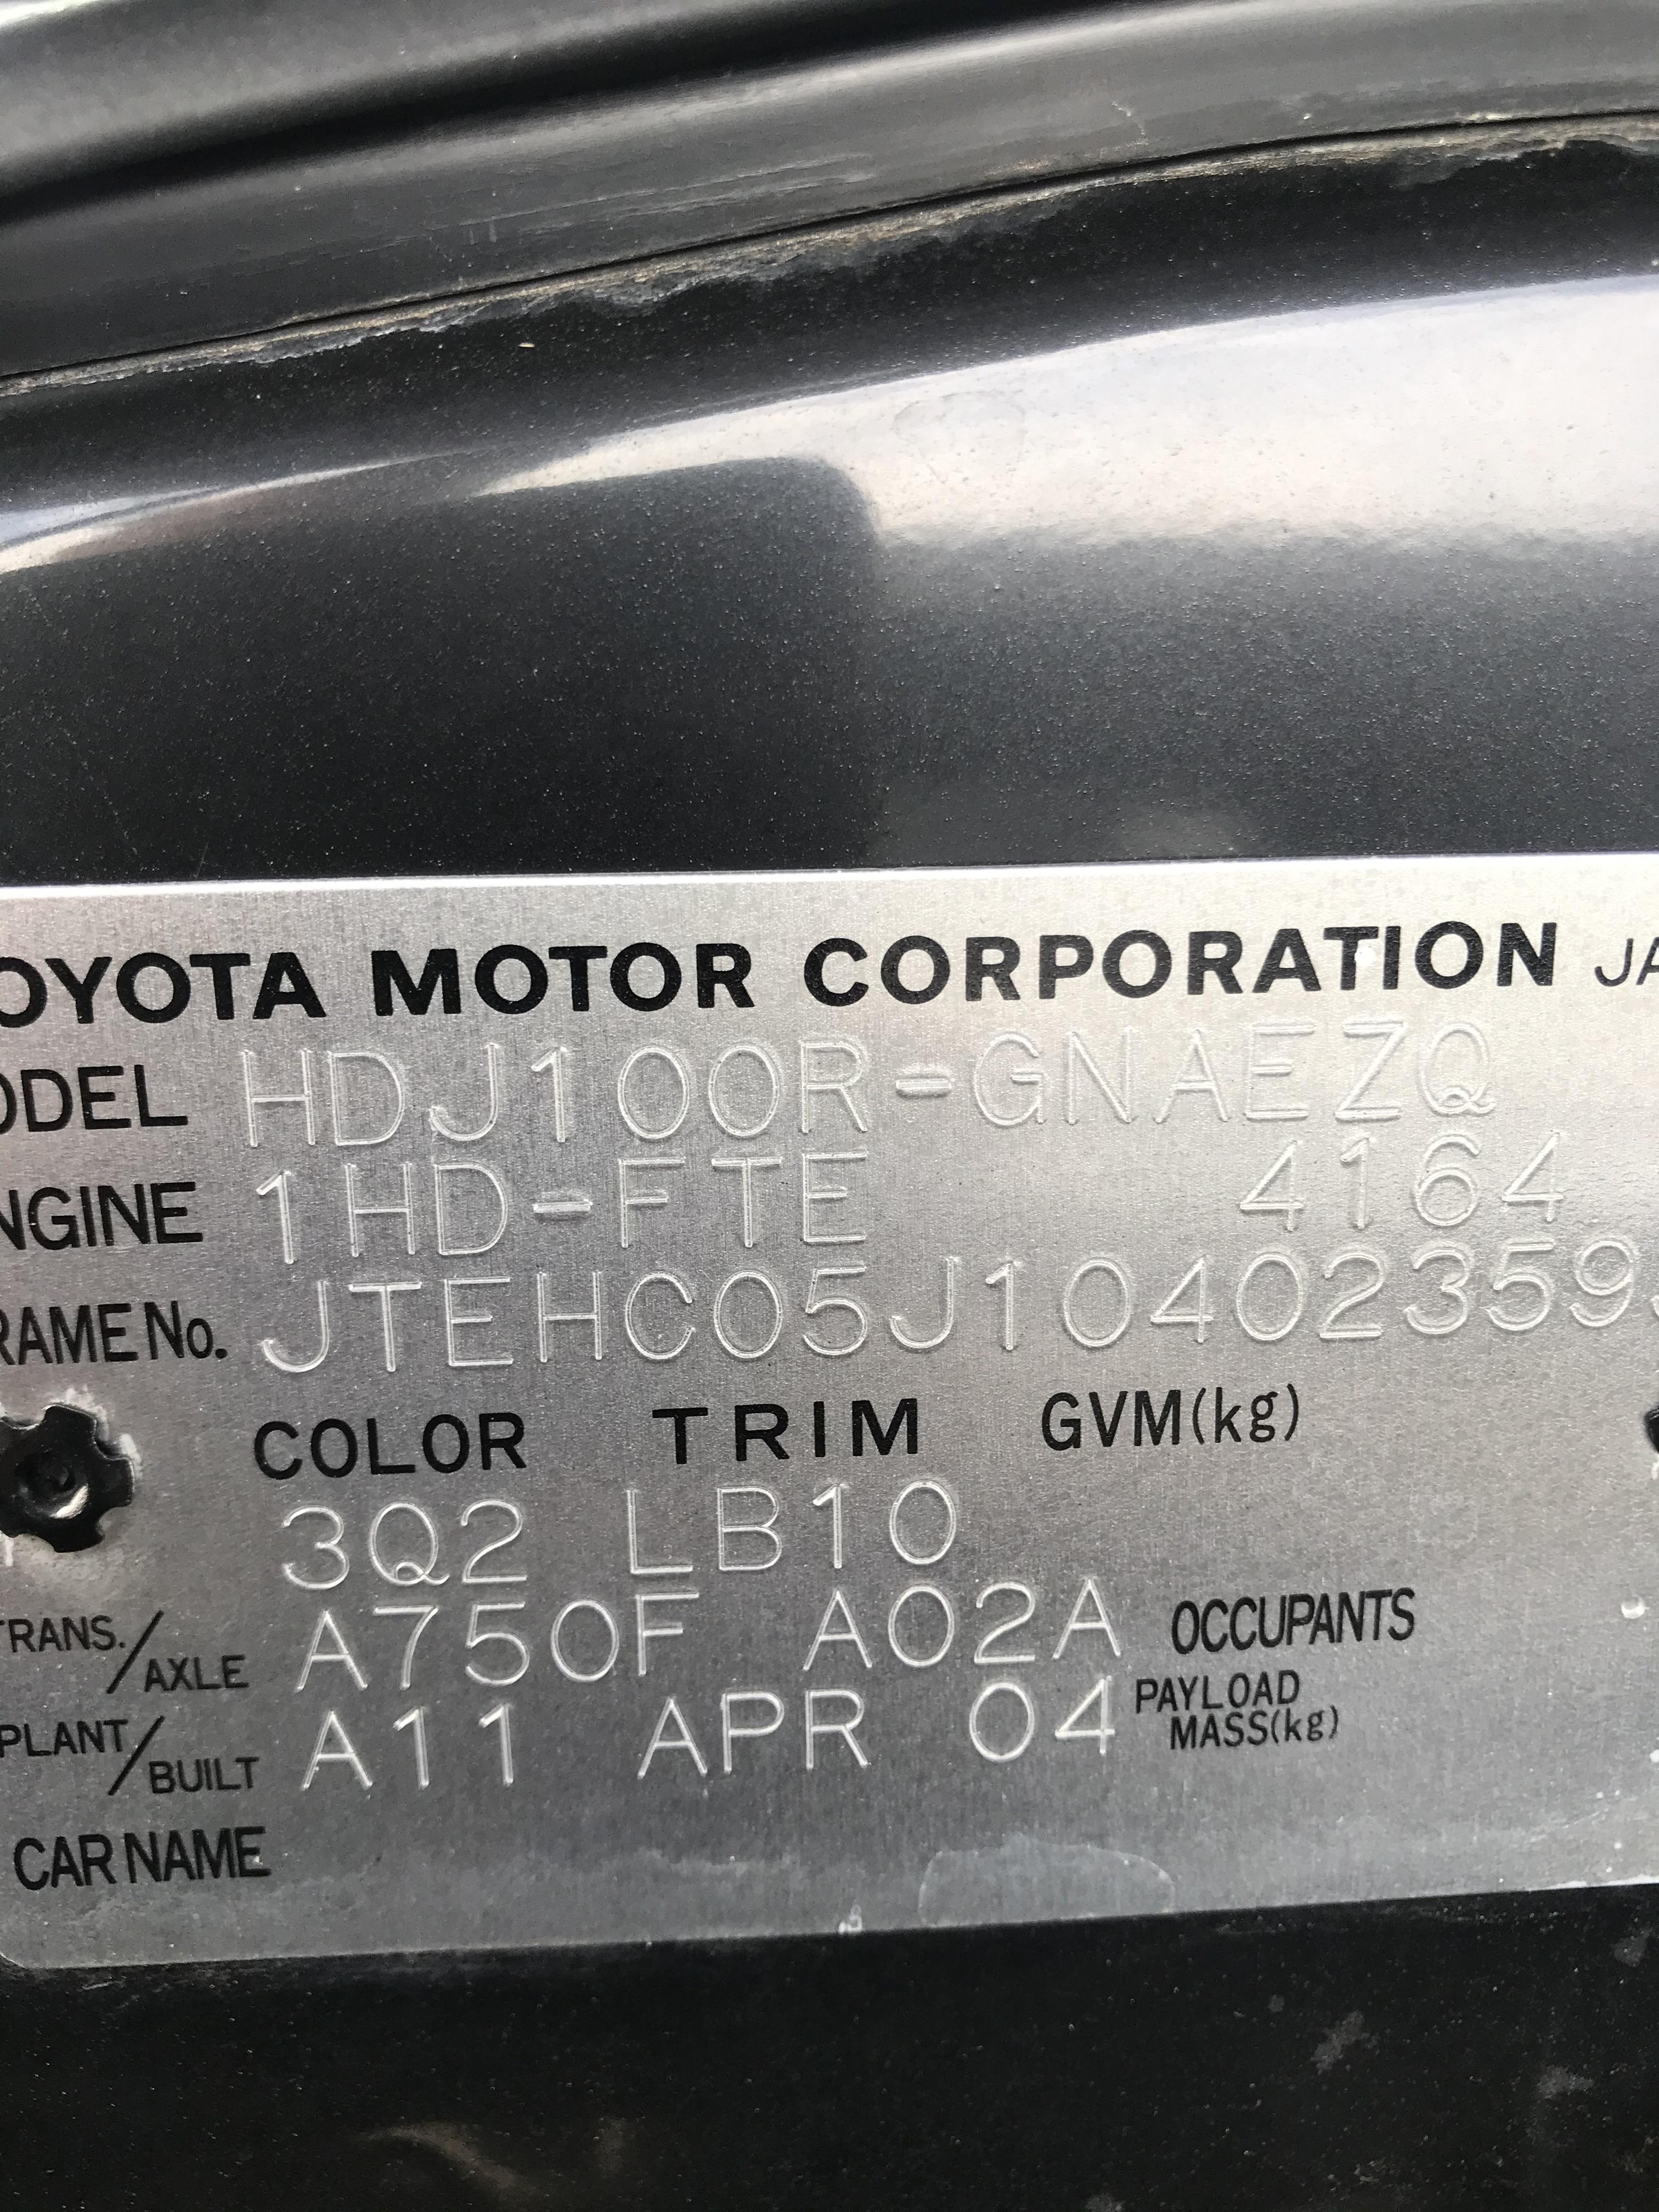 OYOTA MOTOR CORPORATION JA
ODEL HDJ100R-GNAEZQ
NGINE 1HD-FTE 4164
RAME No. JTEHC05J104023595
COLOR TRIM GVM(kg)
3Q2 LB10
TRANS./AXLE A750F A02A OCCUPANTS
PLANT/BUILT A11 APR 04 PAYLOAD MASS(kg)
CAR NAME